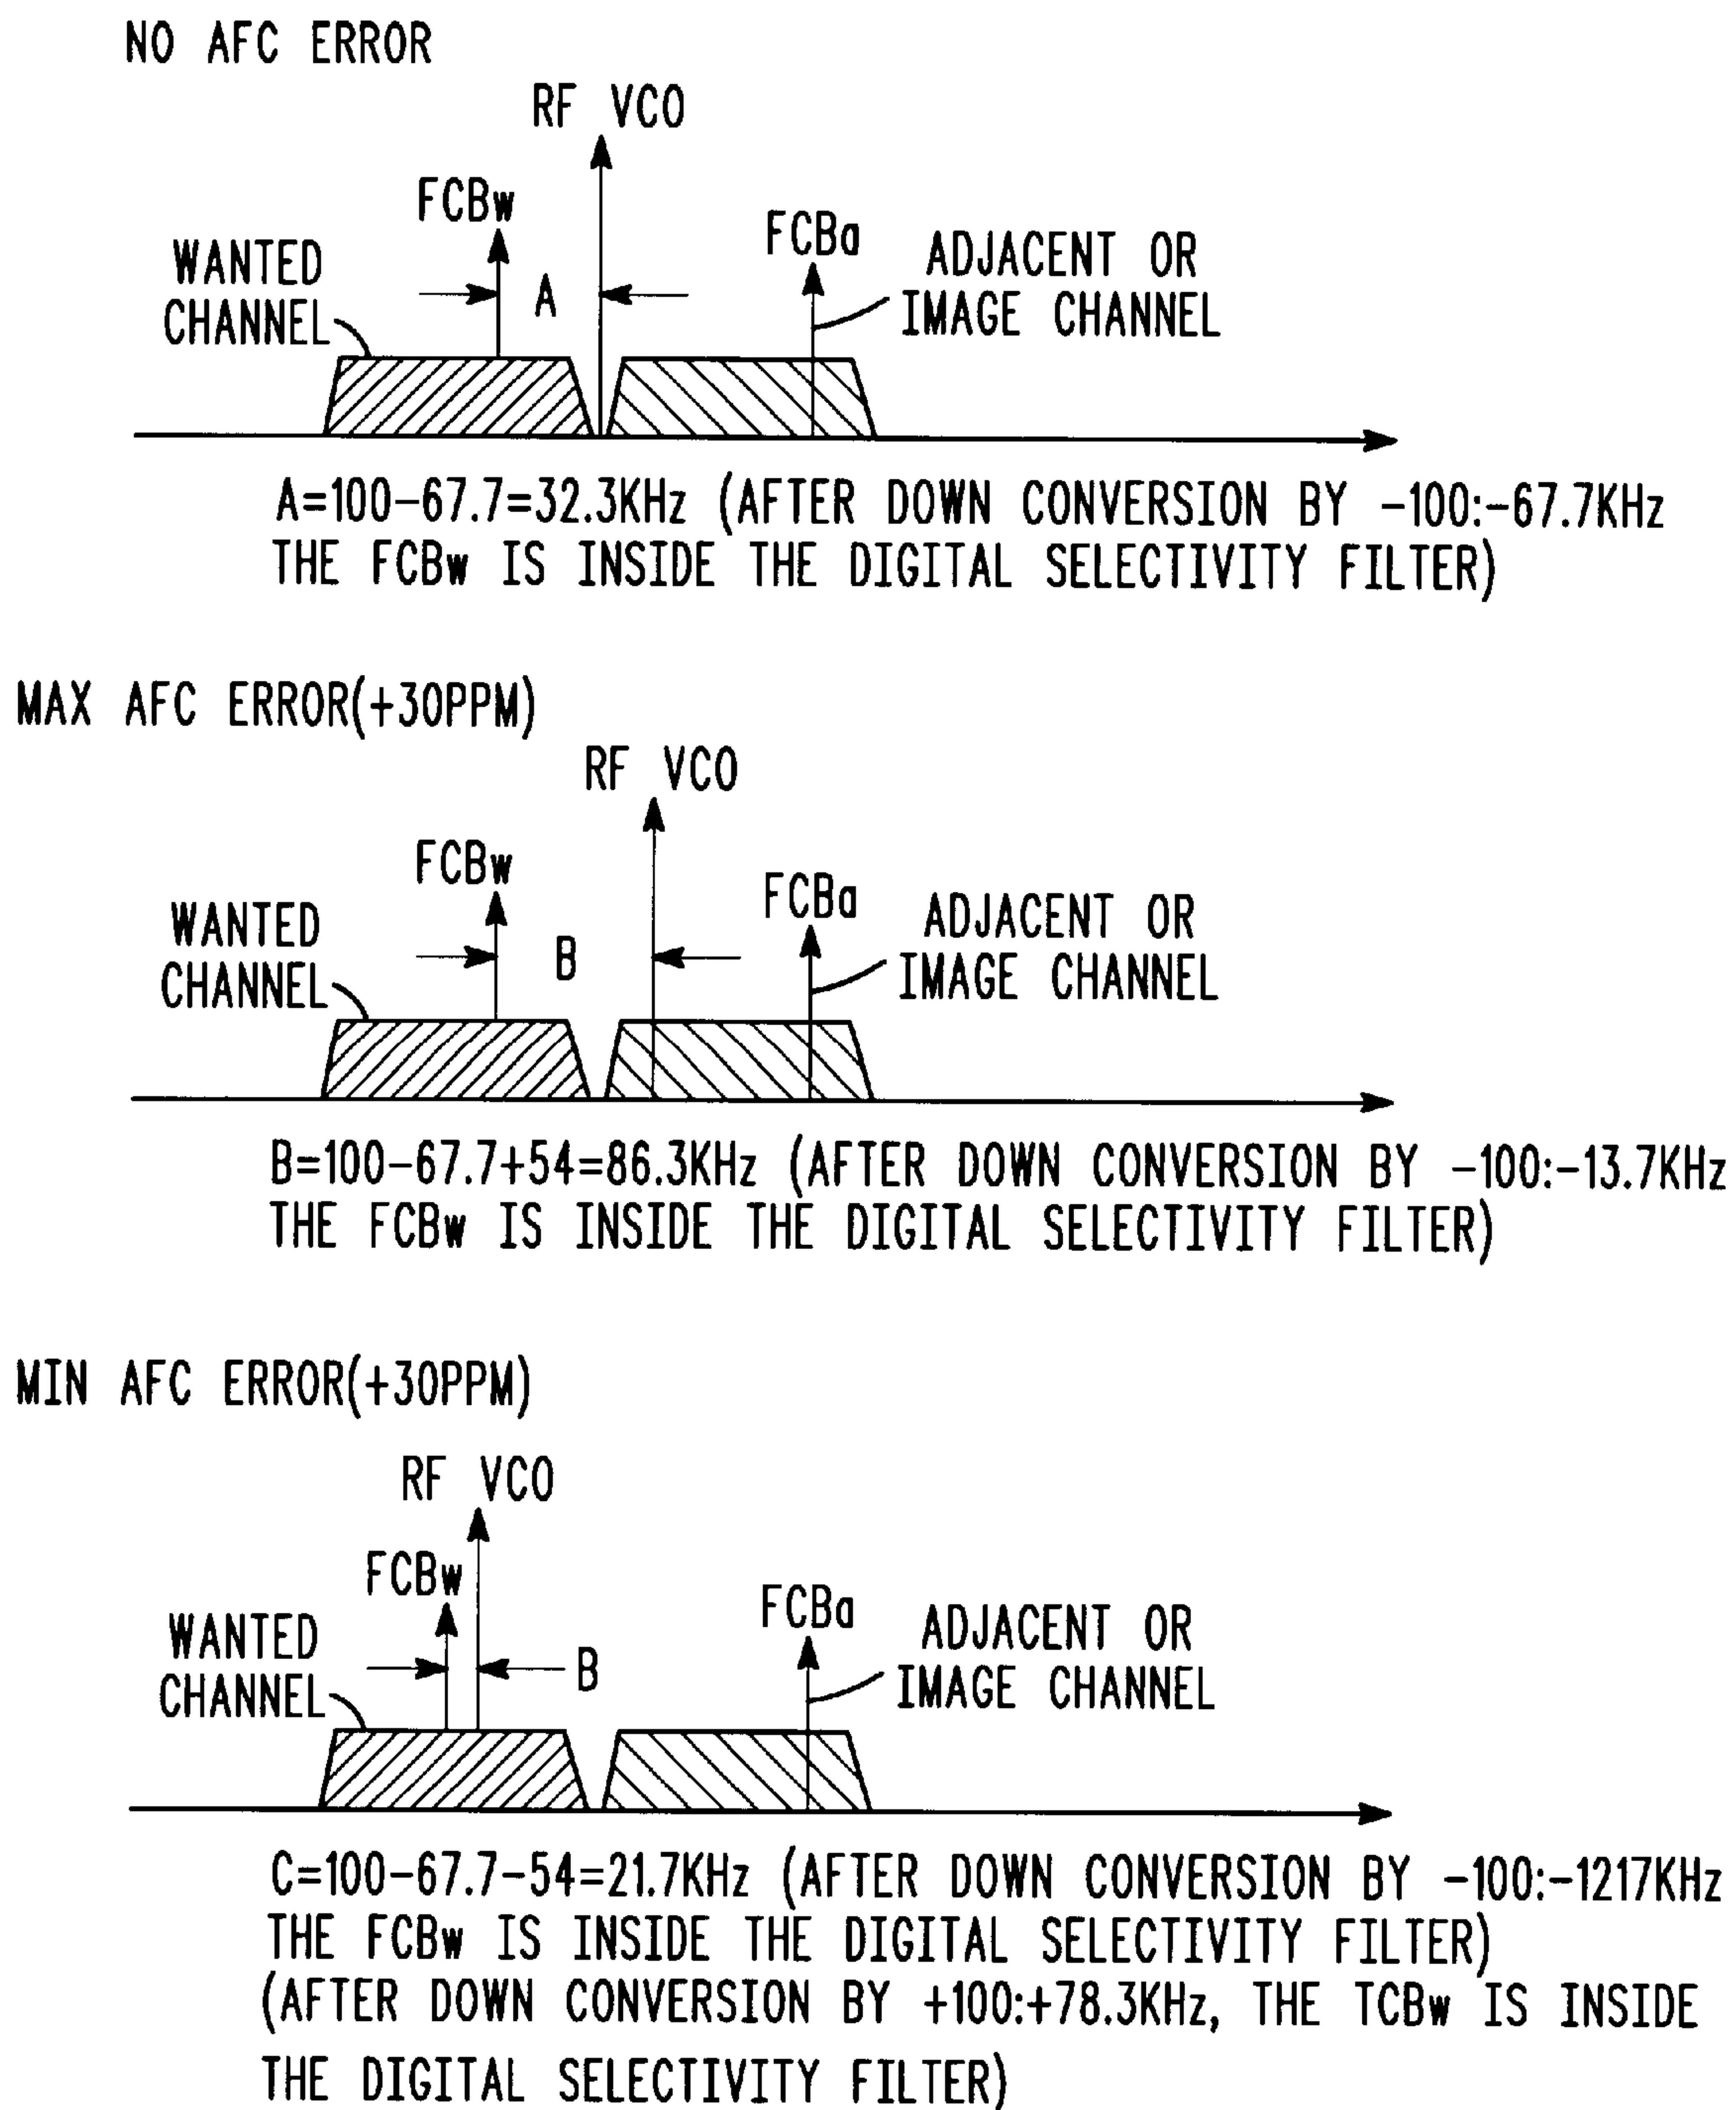 NO AFC ERROR
RF VCO
FCBw
FCBa
WANTED
CHANNEL
A
ADJACENT OR
IMAGE CHANNEL
A=100-67.7=32.3KHz (AFTER DOWN CONVERSION BY -100:-67.7KHz
THE FCBw IS INSIDE THE DIGITAL SELECTIVITY FILTER)
MAX AFC ERROR(+30PPM)
RF VCO
FCBw
FCBa
WANTED
CHANNEL
B
ADJACENT OR
IMAGE CHANNEL
B=100-67.7+54=86.3KHz (AFTER DOWN CONVERSION BY -100:-13.7KHz
THE FCBw IS INSIDE THE DIGITAL SELECTIVITY FILTER)
MIN AFC ERROR(+30PPM)
RF VCO
FCBw
FCBa
WANTED
CHANNEL
B
ADJACENT OR
IMAGE CHANNEL
C=100-67.7-54=21.7KHz (AFTER DOWN CONVERSION BY -100:-1217KHz
THE FCBw IS INSIDE THE DIGITAL SELECTIVITY FILTER)
(AFTER DOWN CONVERSION BY +100:+78.3KHz, THE TCBw IS INSIDE
THE DIGITAL SELECTIVITY FILTER)